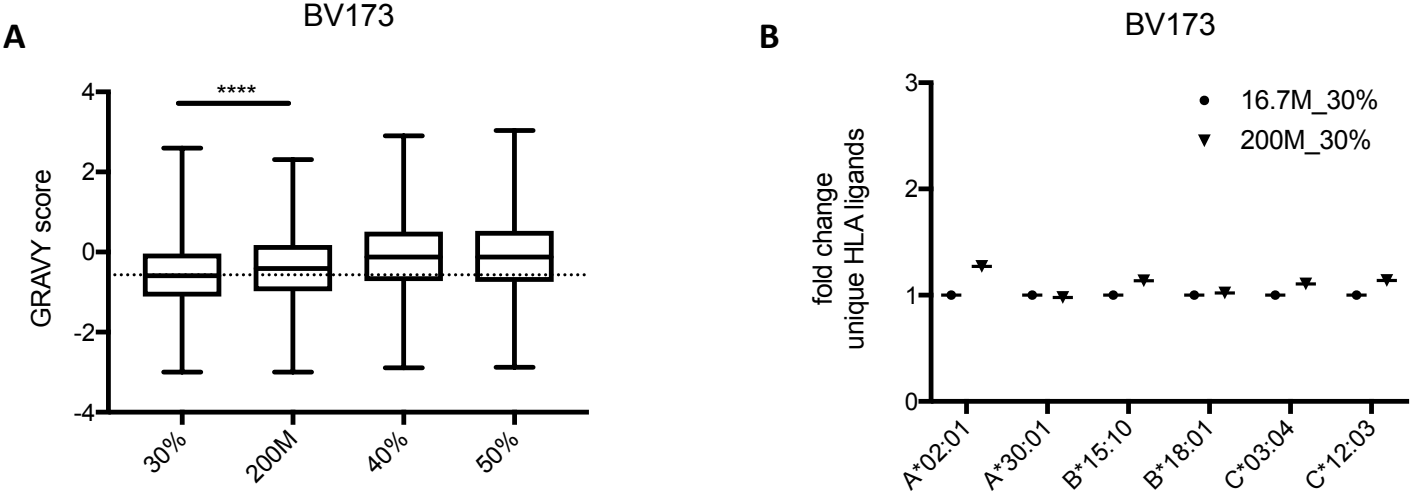 BV173
A
****
4
2
0
-2
-4
GRAVY score
30%
200M
40%
50%
BV173
B
3
2
1
0
fold change
unique HLA ligands
16.7M_30%
200M_30%
A*02:01
A*30:01
B*15:10
B*18:01
C*03:04
C*12:03